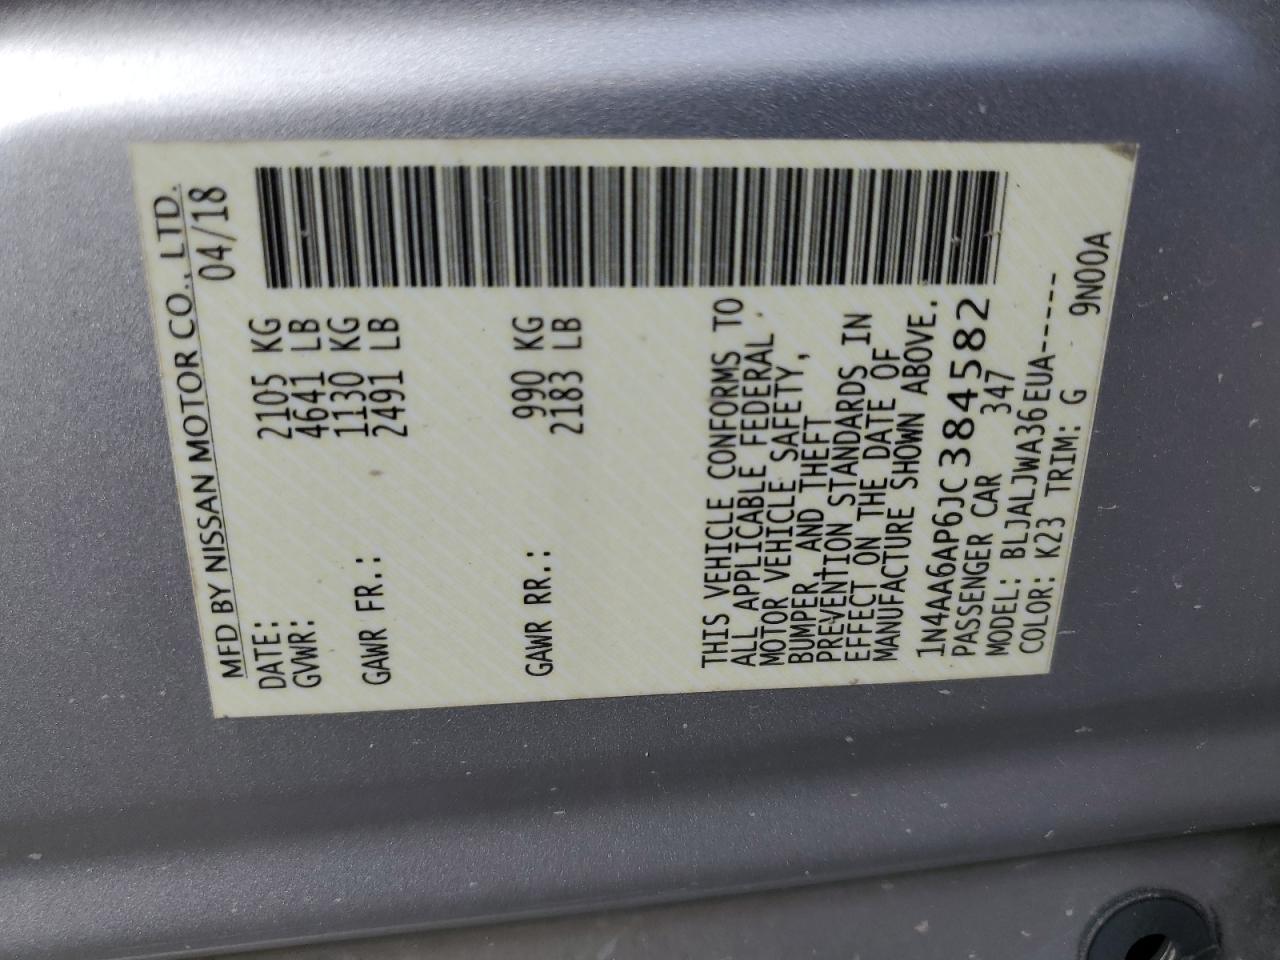 MFD BY NISSAN MOTOR CO., LTD.
DATE: 04/18
GVWR: 2105 KG
4641 LB
GAWR FR.: 1130 KG
2491 LB
GAWR RR.: 990 KG
2183 LB
THIS VEHICLE CONFORMS TO
ALL APPLICABLE FEDERAL
MOTOR VEHICLE SAFETY,
BUMPER, AND THEFT
PREVENTION STANDARDS IN
EFFECT ON THE DATE OF
MANUFACTURE SHOWN ABOVE.
1N4AA6AP6JC384582
PASSENGER CAR 347
MODEL: BLJALJWA36EUA-----
COLOR: K23 TRIM: G 9N00A